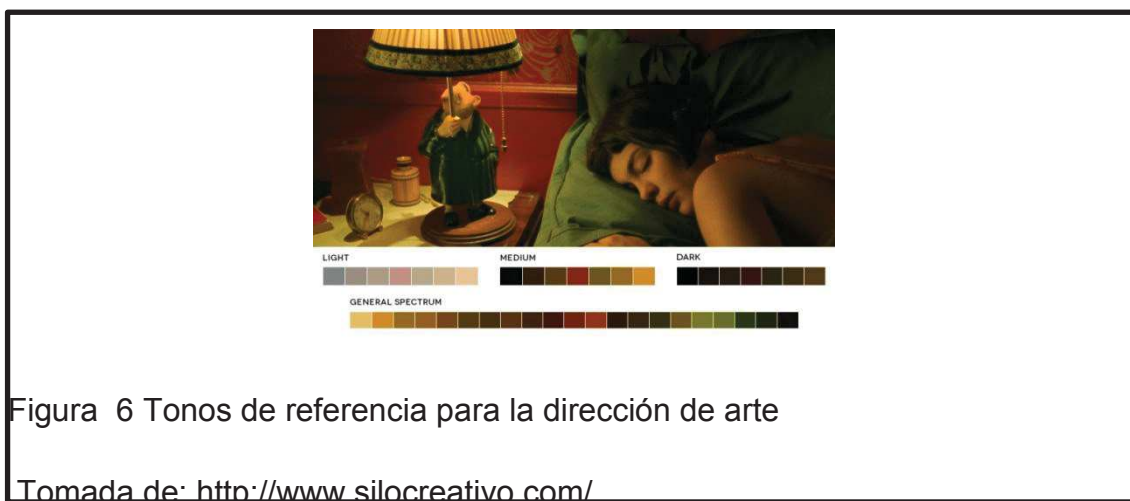 LIGHT MEDIUM DARK
GENERAL SPECTRUM
Figura 6 Tonos de referencia para la dirección de arte
Tomada de: http://www.silocreativo.com/